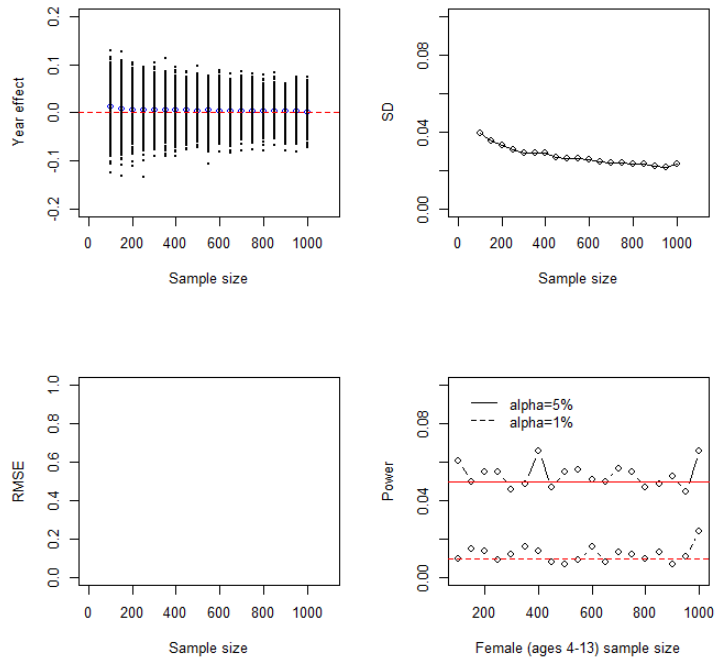 Year effect
0.2
0.1
0.0
-0.1
-0.2
0 200 400 600 800 1000
Sample size
SD
0.08
0.04
0.00
0 200 400 600 800 1000
Sample size
RMSE
1.0
0.8
0.6
0.4
0.2
0.0
0 200 400 600 800 1000
Sample size
Power
0.08
0.04
0.00
alpha=5%
alpha=1%
200 400 600 800 1000
Female (ages 4-13) sample size